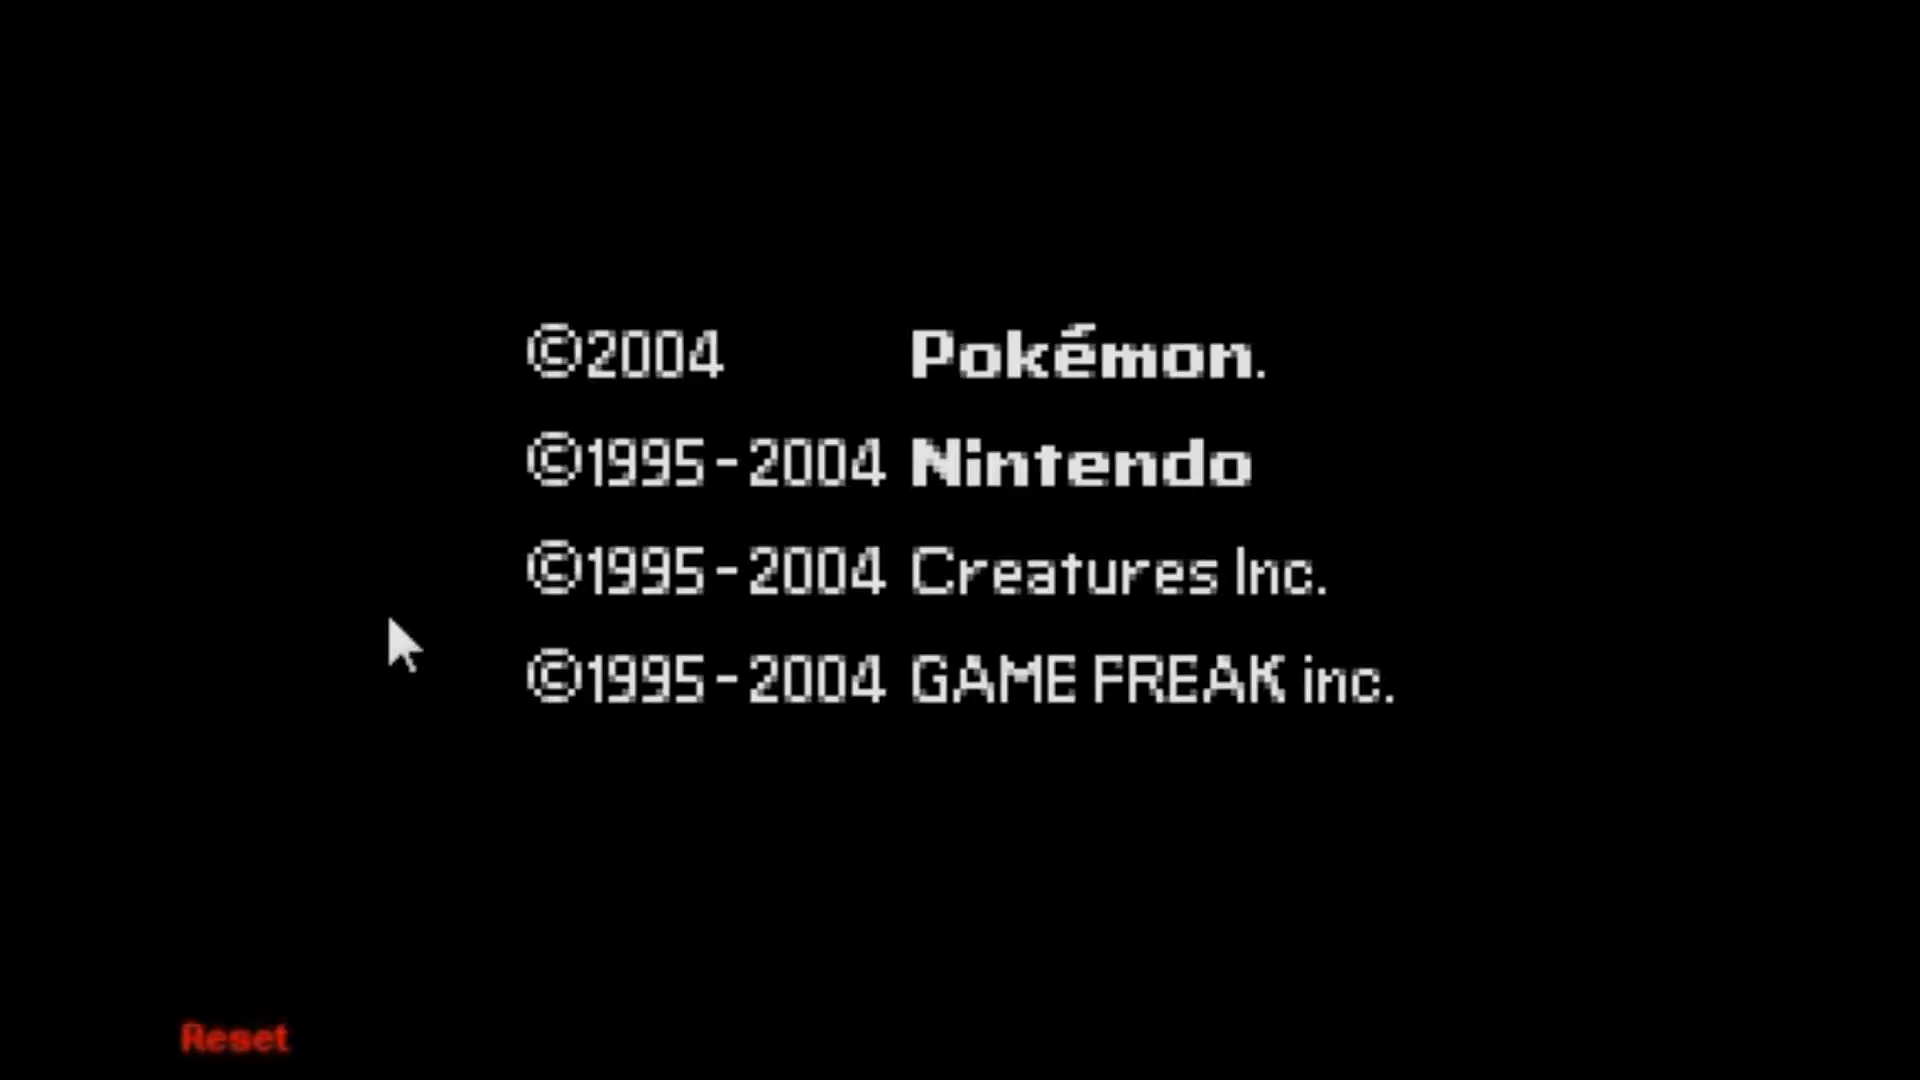 ©2004 Pokémon.
©1995-2004 Nintendo
©1995-2004 Creatures Inc.
©1995-2004 GAME FREAK inc.
Reset